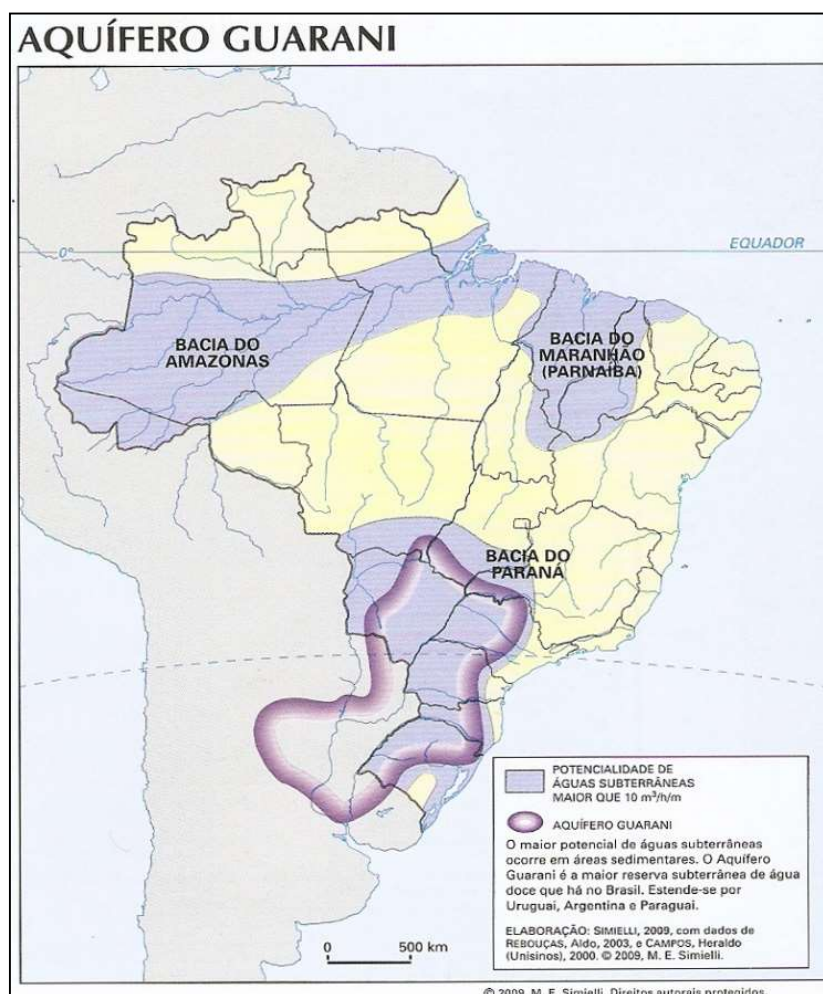 AQUÍFERO GUARANI
0°
EQUADOR
BACIA DO
AMAZONAS
BACIA DO
MARANHÃO
(PARNAÍBA)
BACIA DO
PARANÁ
POTENCIALIDADE DE
ÁGUAS SUBTERRÂNEAS
MAIOR QUE 10 m³/h/m
AQUÍFERO GUARANI
O maior potencial de águas subterrâneas
ocorre em áreas sedimentares. O Aquífero
Guarani é a maior reserva subterrânea de água
doce que há no Brasil. Estende-se por
Uruguai, Argentina e Paraguai.
ELABORAÇÃO: SIMIELLI, 2009, com dados de
REBOUÇAS, Aldo, 2003, e CAMPOS, Heraldo
(Unisinos), 2000. © 2009, M. E. Simielli.
0 500 km
© 2009, M. E. Simielli. Direitos autorais protegidos